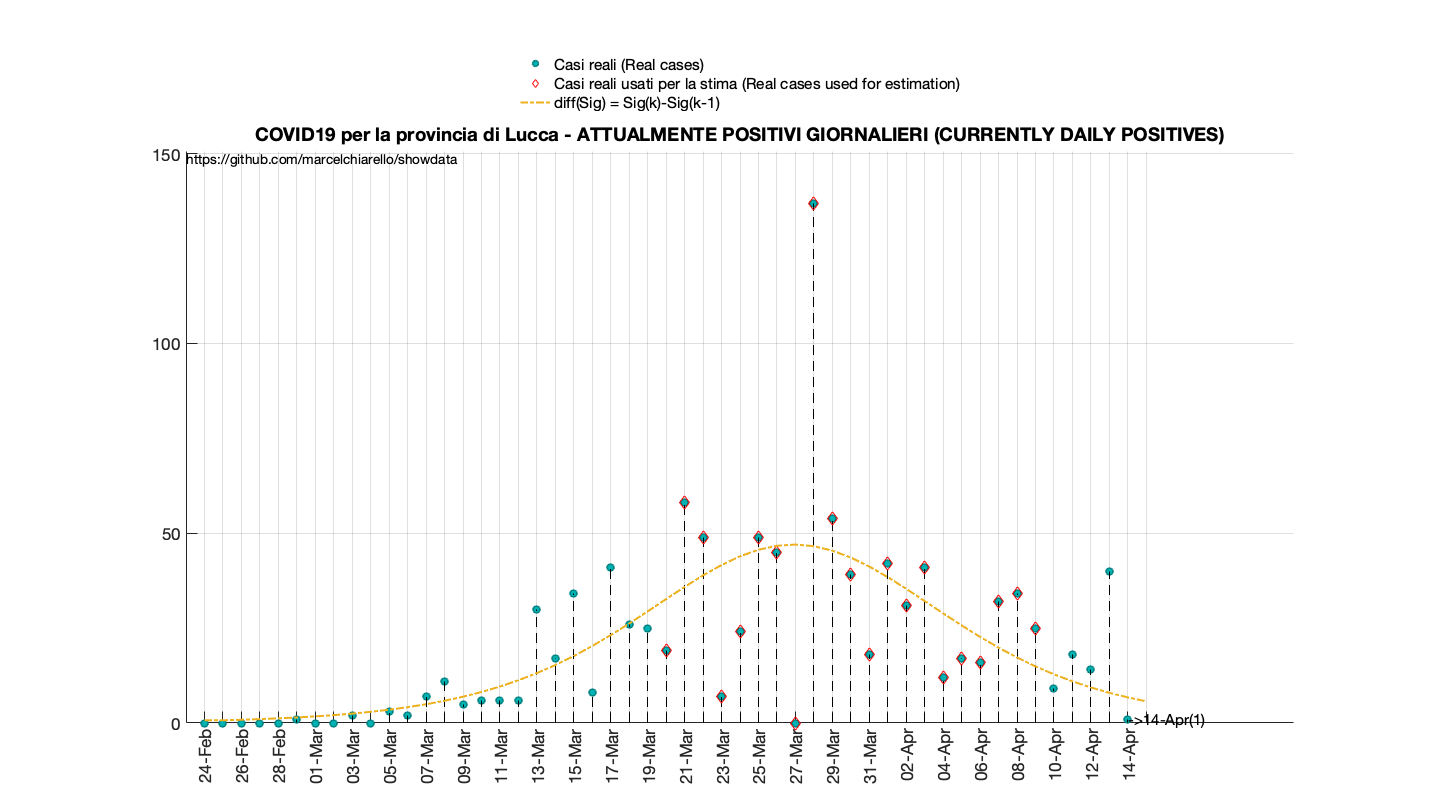 Casi reali (Real cases)
Casi reali usati per la stima (Real cases used for estimation)
diff(Sig) = Sig(k)-Sig(k-1)
COVID19 per la provincia di Lucca - ATTUALMENTE POSITIVI GIORNALIERI (CURRENTLY DAILY POSITIVES)
https://github.com/marcelchiarello/showdata
150
100
50
0
->14-Apr(1)
24-Feb
26-Feb
28-Feb
01-Mar
03-Mar
05-Mar
07-Mar
09-Mar
11-Mar
13-Mar
15-Mar
17-Mar
19-Mar
21-Mar
23-Mar
25-Mar
27-Mar
29-Mar
31-Mar
02-Apr
04-Apr
06-Apr
08-Apr
10-Apr
12-Apr
14-Apr